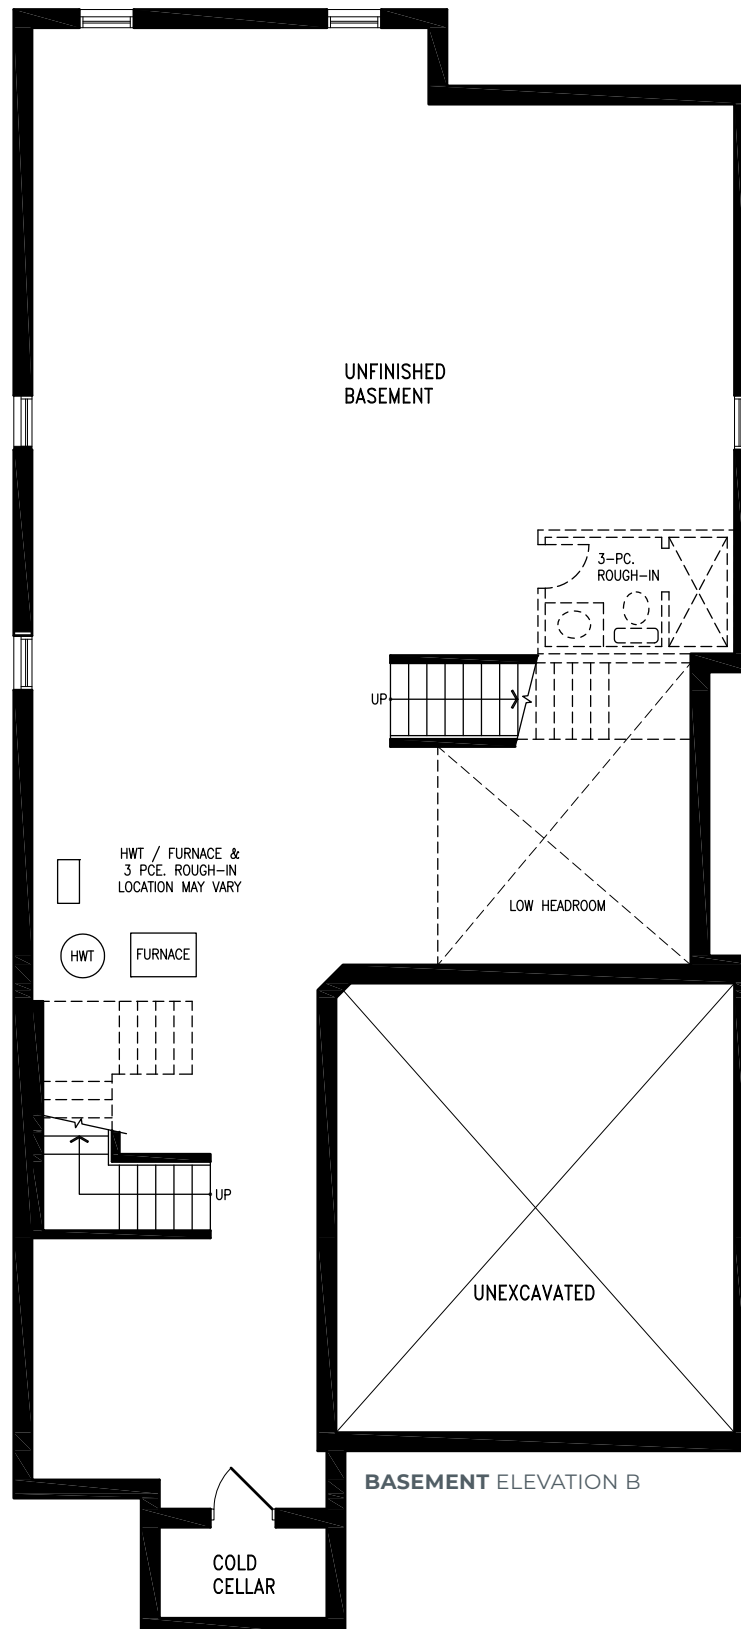 UNFINISHED
BASEMENT
3-PC.
ROUGH-IN
UP
HWT / FURNACE &
3 PCE. ROUGH-IN
LOCATION MAY VARY
LOW HEADROOM
HWT
FURNACE
UP
UNEXCAVATED
BASEMENT ELEVATION B
COLD
CELLAR